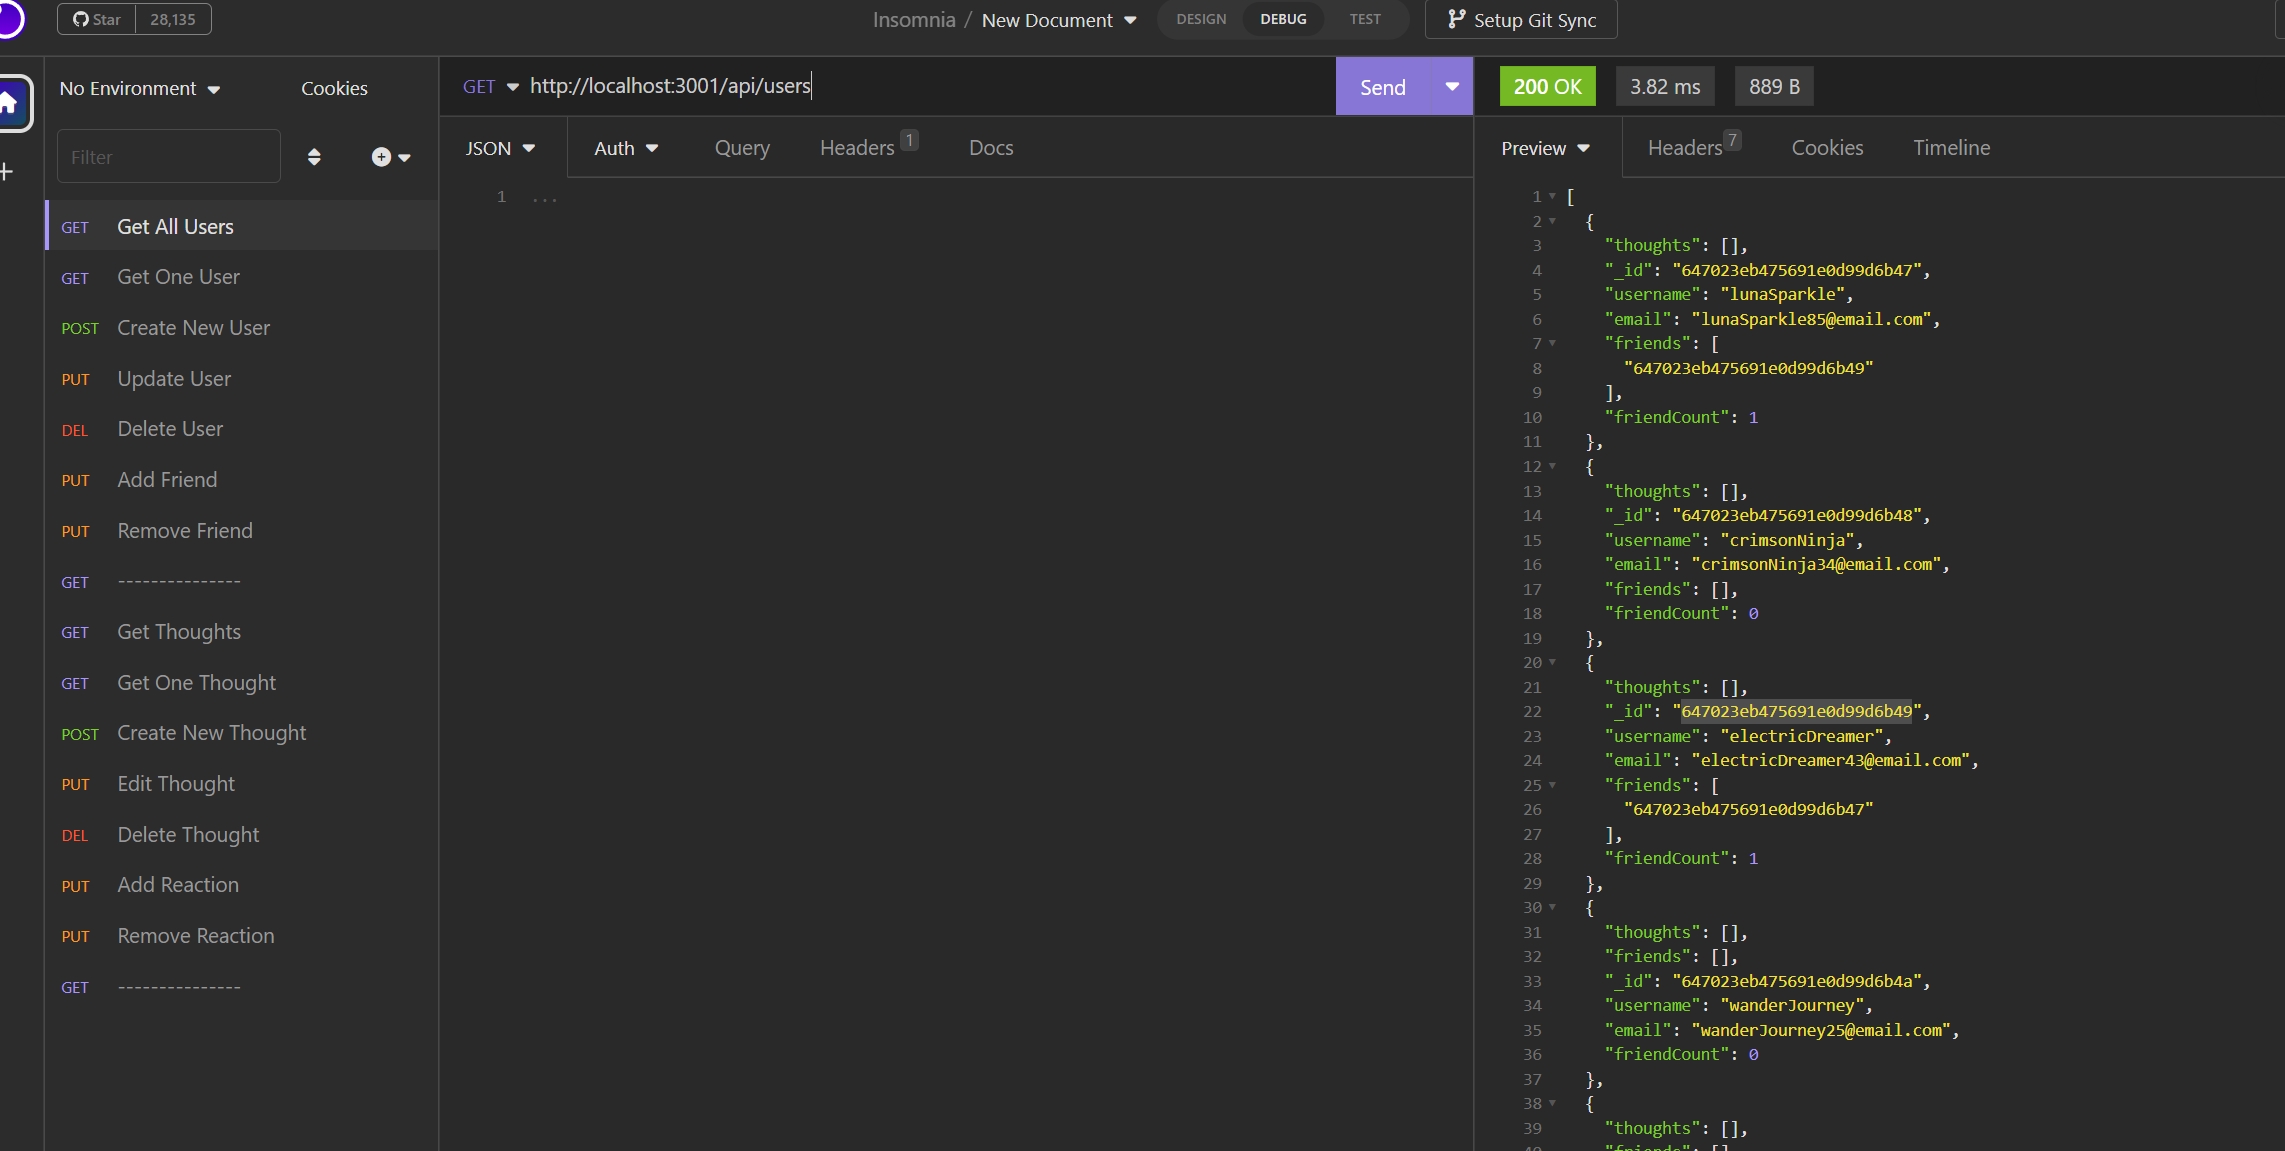 Star 28,135
Insomnia / New Document
DESIGN DEBUG TEST
Setup Git Sync
No Environment Cookies
Filter
GET Get All Users
GET Get One User
POST Create New User
PUT Update User
DEL Delete User
PUT Add Friend
PUT Remove Friend
GET ---------------
GET Get Thoughts
GET Get One Thought
POST Create New Thought
PUT Edit Thought
DEL Delete Thought
PUT Add Reaction
PUT Remove Reaction
GET ---------------
GET http://localhost:3001/api/users Send
JSON Auth Query Headers 1 Docs
1 ...
200 OK 3.82 ms 889 B
Preview Headers 7 Cookies Timeline
1 [
2 {
3 "thoughts": [],
4 "_id": "647023eb475691e0d99d6b47",
5 "username": "lunaSparkle",
6 "email": "lunaSparkle85@email.com",
7 "friends": [
8 "647023eb475691e0d99d6b49"
9 ],
10 "friendCount": 1
11 },
12 {
13 "thoughts": [],
14 "_id": "647023eb475691e0d99d6b48",
15 "username": "crimsonNinja",
16 "email": "crimsonNinja34@email.com",
17 "friends": [],
18 "friendCount": 0
19 },
20 {
21 "thoughts": [],
22 "_id": "647023eb475691e0d99d6b49",
23 "username": "electricDreamer",
24 "email": "electricDreamer43@email.com",
25 "friends": [
26 "647023eb475691e0d99d6b47"
27 ],
28 "friendCount": 1
29 },
30 {
31 "thoughts": [],
32 "friends": [],
33 "_id": "647023eb475691e0d99d6b4a",
34 "username": "wanderJourney",
35 "email": "wanderJourney25@email.com",
36 "friendCount": 0
37 },
38 {
39 "thoughts": [],